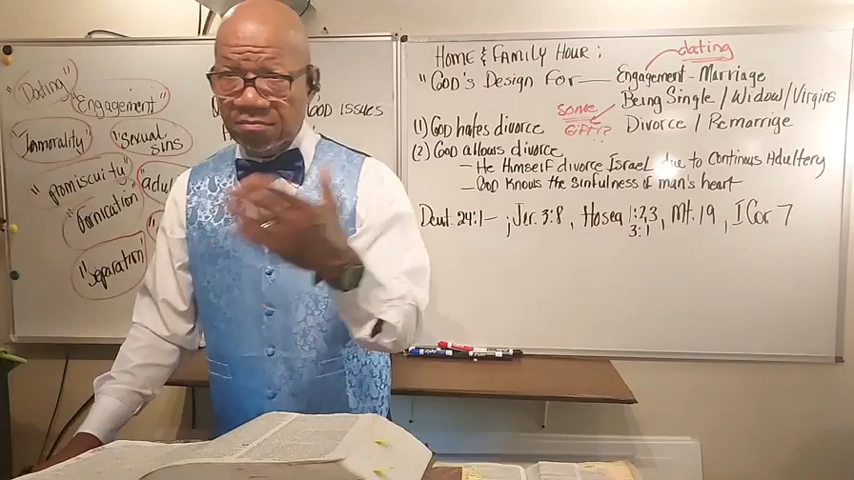 "Dating"
"Engagement"
"Immorality"
"Sexual sins
"Promiscuity"
"Fornication
"Separation"
GOD ISSUES
HOME & FAMILY HOUR:
dating
"GOD'S DESIGN FOR— Engagement - Marriage
Being Single / Widow / Virgins
Some
GIFT!?
Divorce / Remarriage
(1) GOD hates divorce
(2) GOD allows divorce
- He Himself divorce Israel due to Continus Adultery
- GOD Knows the Sinfulness of man's heart
Deut. 24:1- ; Jer. 3:8, Hosea 1:2,3, Mt. 19, I Cor 7
3:1